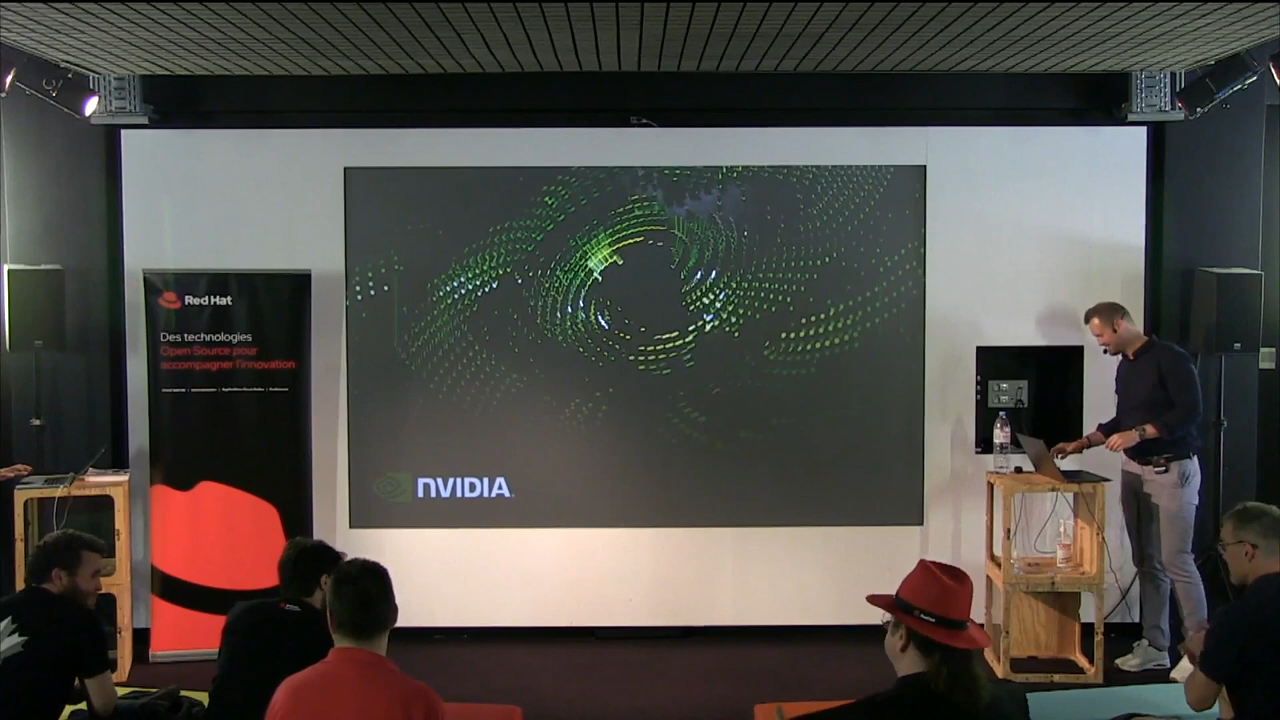 Red Hat
Des technologies
Open Source pour
accompagner l'innovation
NVIDIA